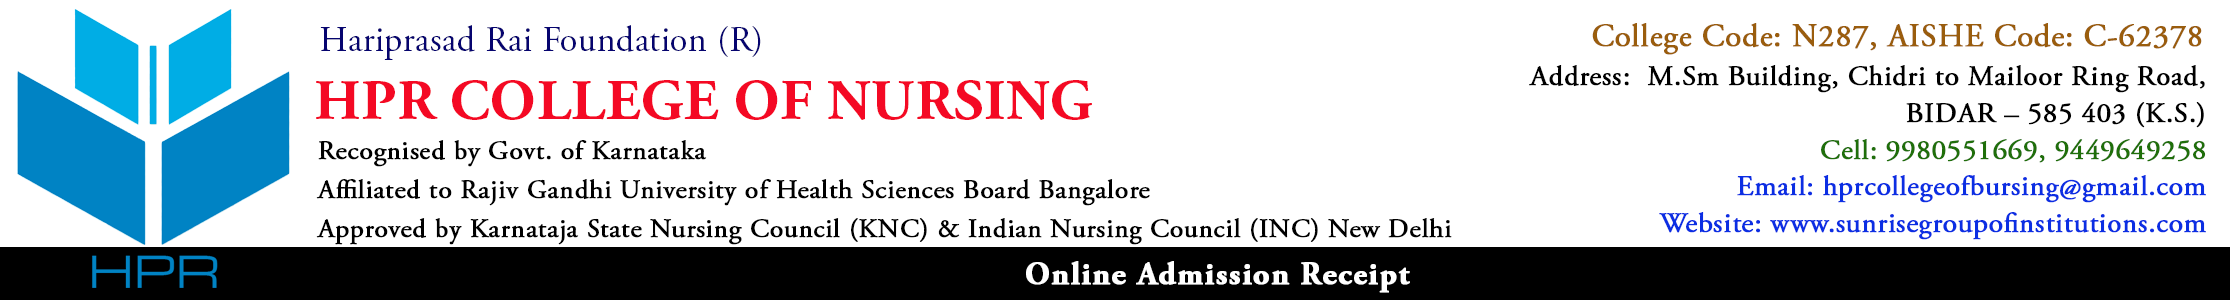 Hariprasad Rai Foundation (R)
HPR COLLEGE OF NURSING
Recognised by Govt. of Karnataka
Affiliated to Rajiv Gandhi University of Health Sciences Board Bangalore
Approved by Karnataja State Nursing Council (KNC) & Indian Nursing Council (INC) New Delhi
College Code: N287, AISHE Code: C-62378
Address: M.Sm Building, Chidri to Mailoor Ring Road,
BIDAR – 585 403 (K.S.)
Cell: 9980551669, 9449649258
Email: hprcollegeofbursing@gmail.com
Website: www.sunrisegroupofinstitutions.com
HPR
Online Admission Receipt